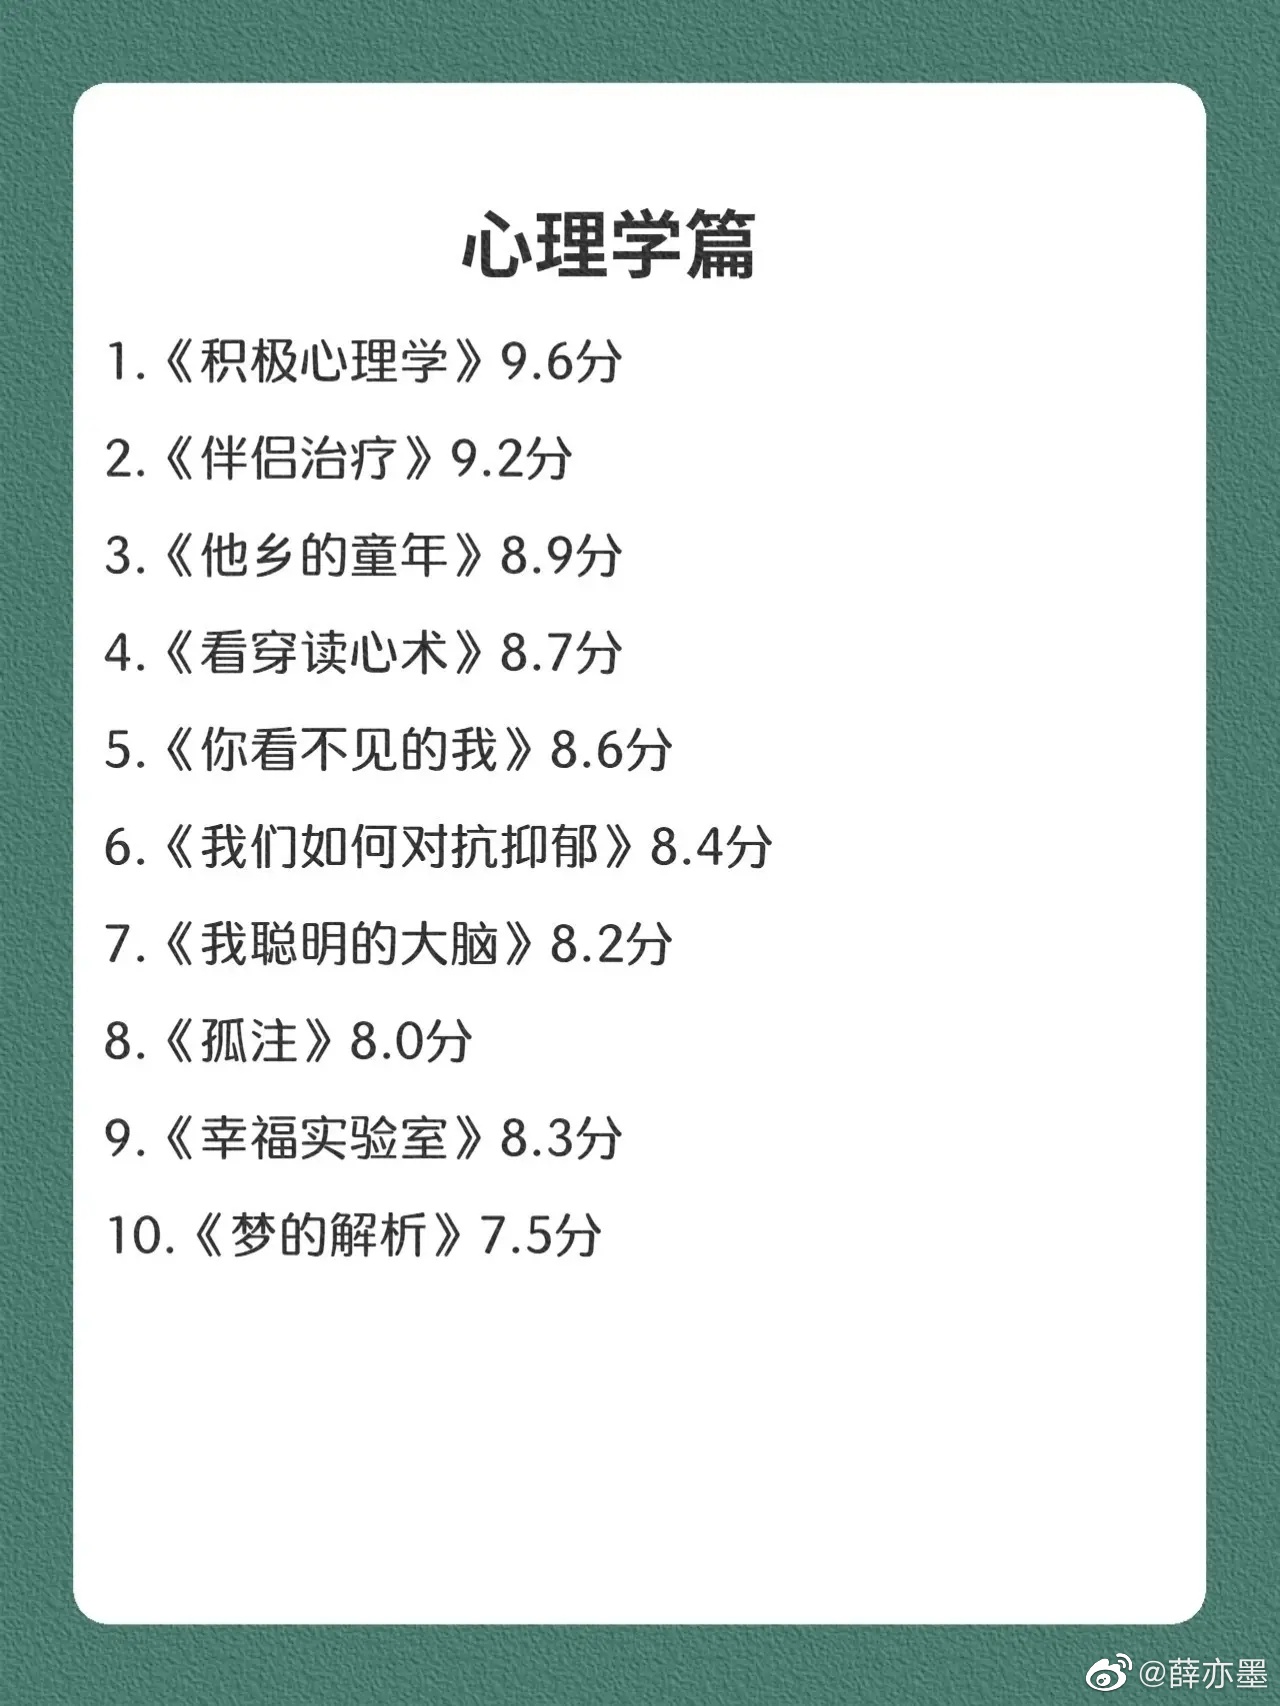 心理学篇
1.《积极心理学》9.6分
2.《伴侣治疗》9.2分
3.《他乡的童年》8.9分
4.《看穿读心术》8.7分
5.《你看不见的我》8.6分
6.《我们如何对抗抑郁》8.4分
7.《我聪明的大脑》8.2分
8.《孤注》8.0分
9.《幸福实验室》8.3分
10.《梦的解析》7.5分
@薛亦墨